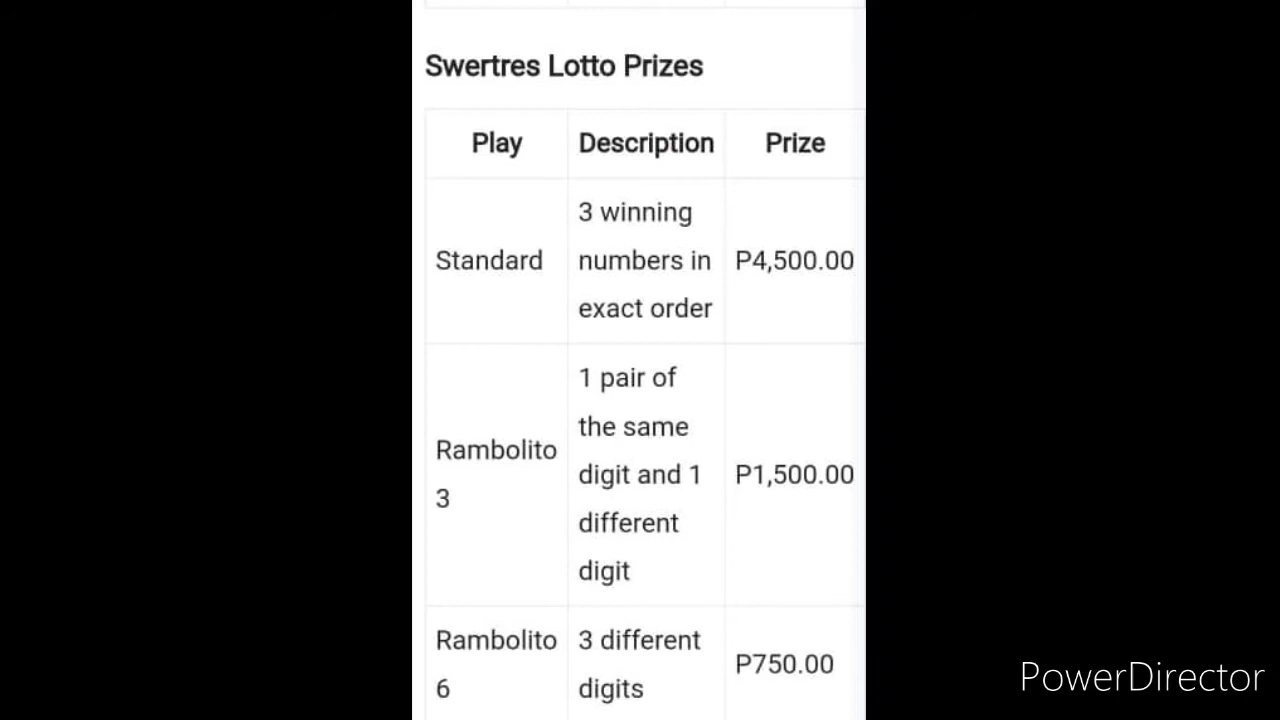 Swertres Lotto Prizes
Play Description Prize
3 winning
Standard numbers in P4,500.00
exact order
1 pair of
the same
Rambolito
digit and 1 P1,500.00
3
different
digit
Rambolito 3 different
P750.00
6 digits
PowerDirector